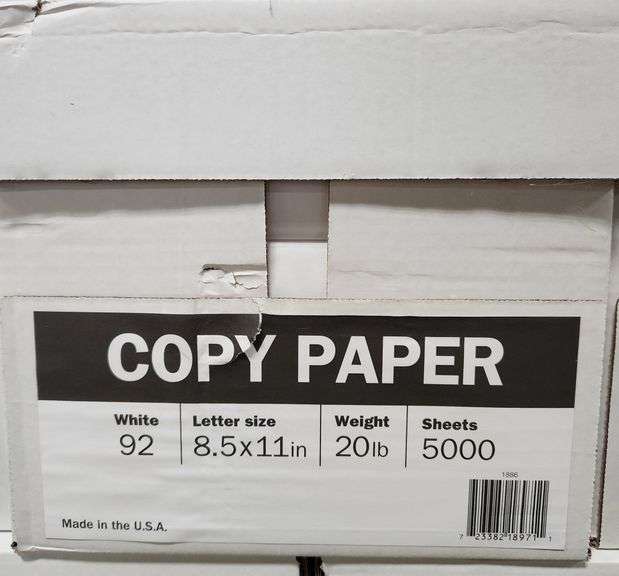 COPY PAPER
White Letter size Weight Sheets
92 8.5x11in 20lb 5000
1886
Made in the U.S.A.
7 23382 18971 1